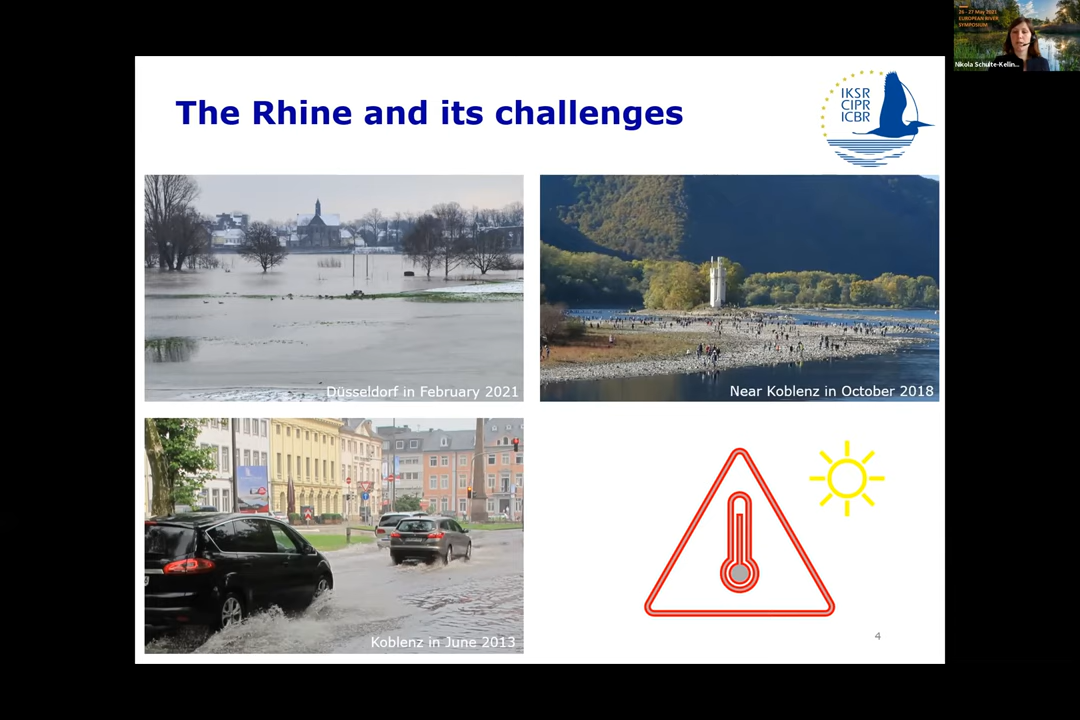 26 - 27 May 2021
EUROPEAN RIVER
SYMPOSIUM
Nikola Schulte-Kellin...
The Rhine and its challenges
IKSR
CIPR
ICBR
Düsseldorf in February 2021
Near Koblenz in October 2018
Koblenz in June 2013
4